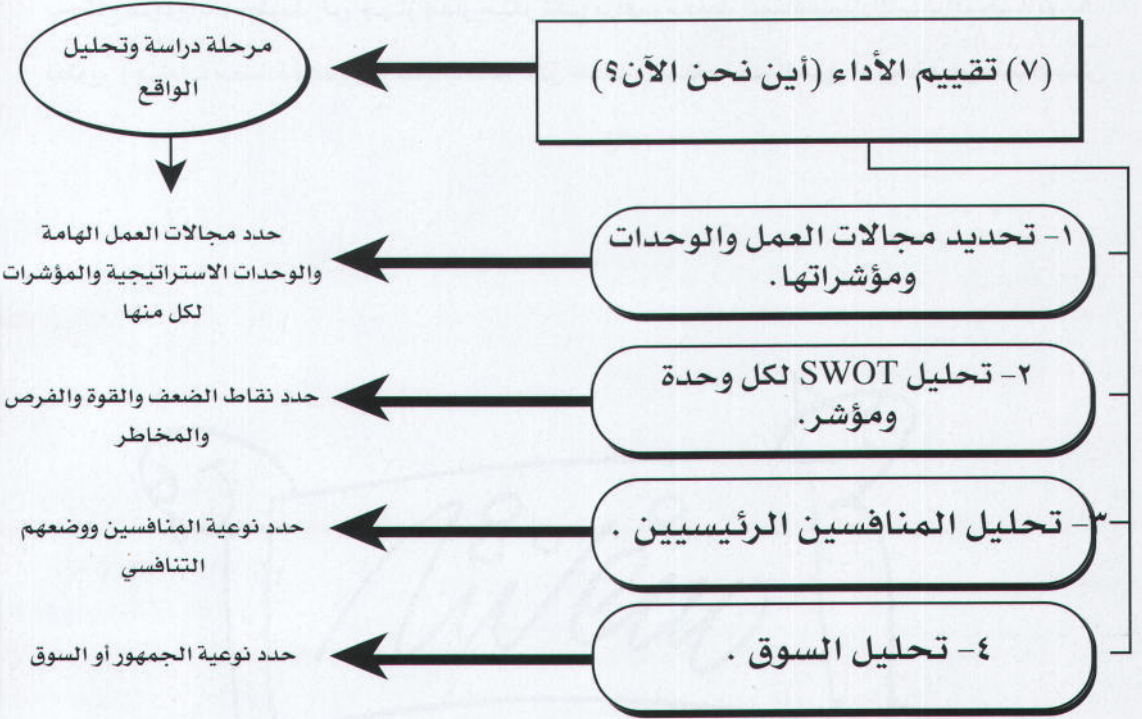 (٧) تقييم الأداء (أين نحن الآن؟)
مرحلة دراسة وتحليل
الواقع
١- تحديد مجالات العمل والوحدات
ومؤشراتها.
حدد مجالات العمل الهامة
والوحدات الاستراتيجية والمؤشرات
لكل منها
٢- تحليل SWOT لكل وحدة
ومؤشر.
حدد نقاط الضعف والقوة والفرص
والمخاطر
٣- تحليل المنافسين الرئيسيين .
حدد نوعية المنافسين ووضعهم
التنافسي
٤- تحليل السوق .
حدد نوعية الجمهور أو السوق